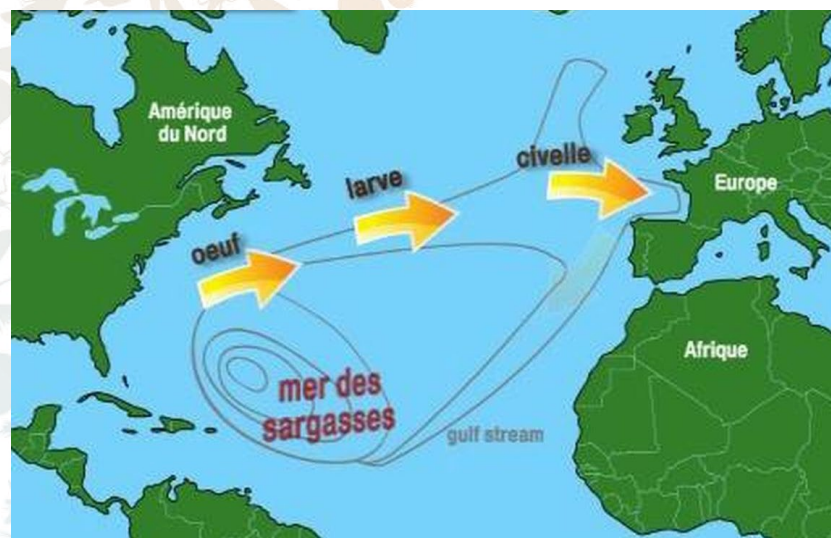 Amérique
du Nord
civelle
larve
Europe
oeuf
Afrique
mer des
sargasses
gulf stream